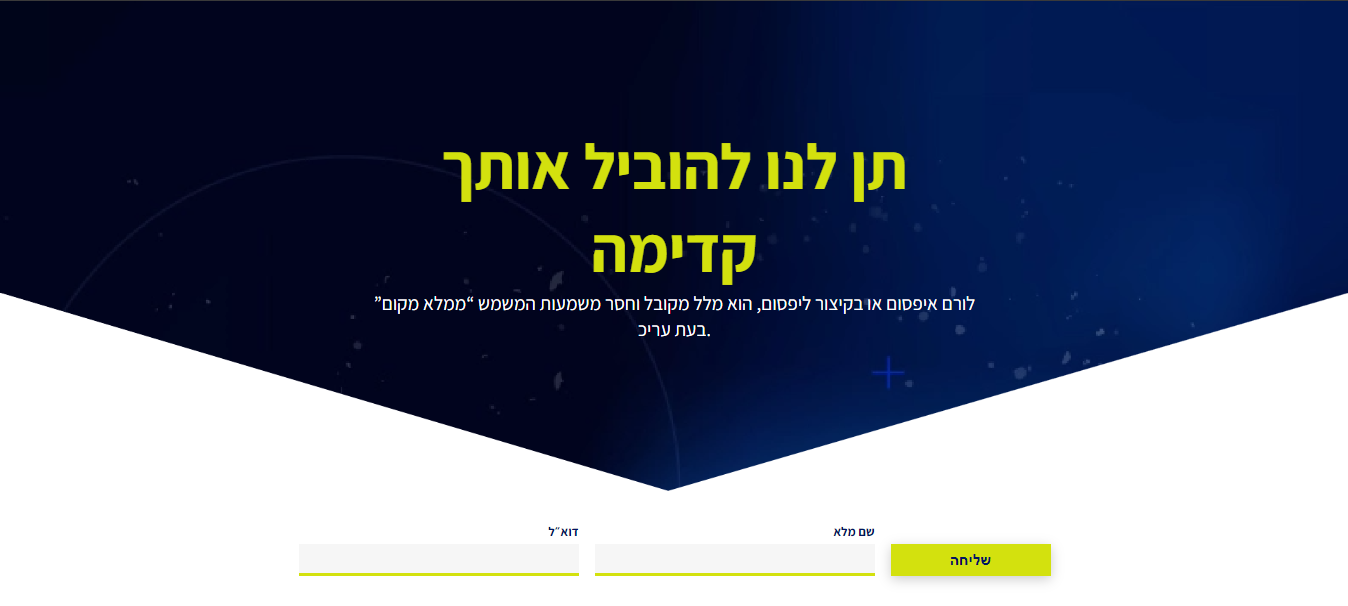 תן לנו להוביל אותך
קדימה
לורם איפסום או בקיצור ליפסום, הוא מלל מקובל וחסר משמעות המשמש “ממלא מקום”
בעת עריכ.
שם מלא
דוא״ל
שליחה